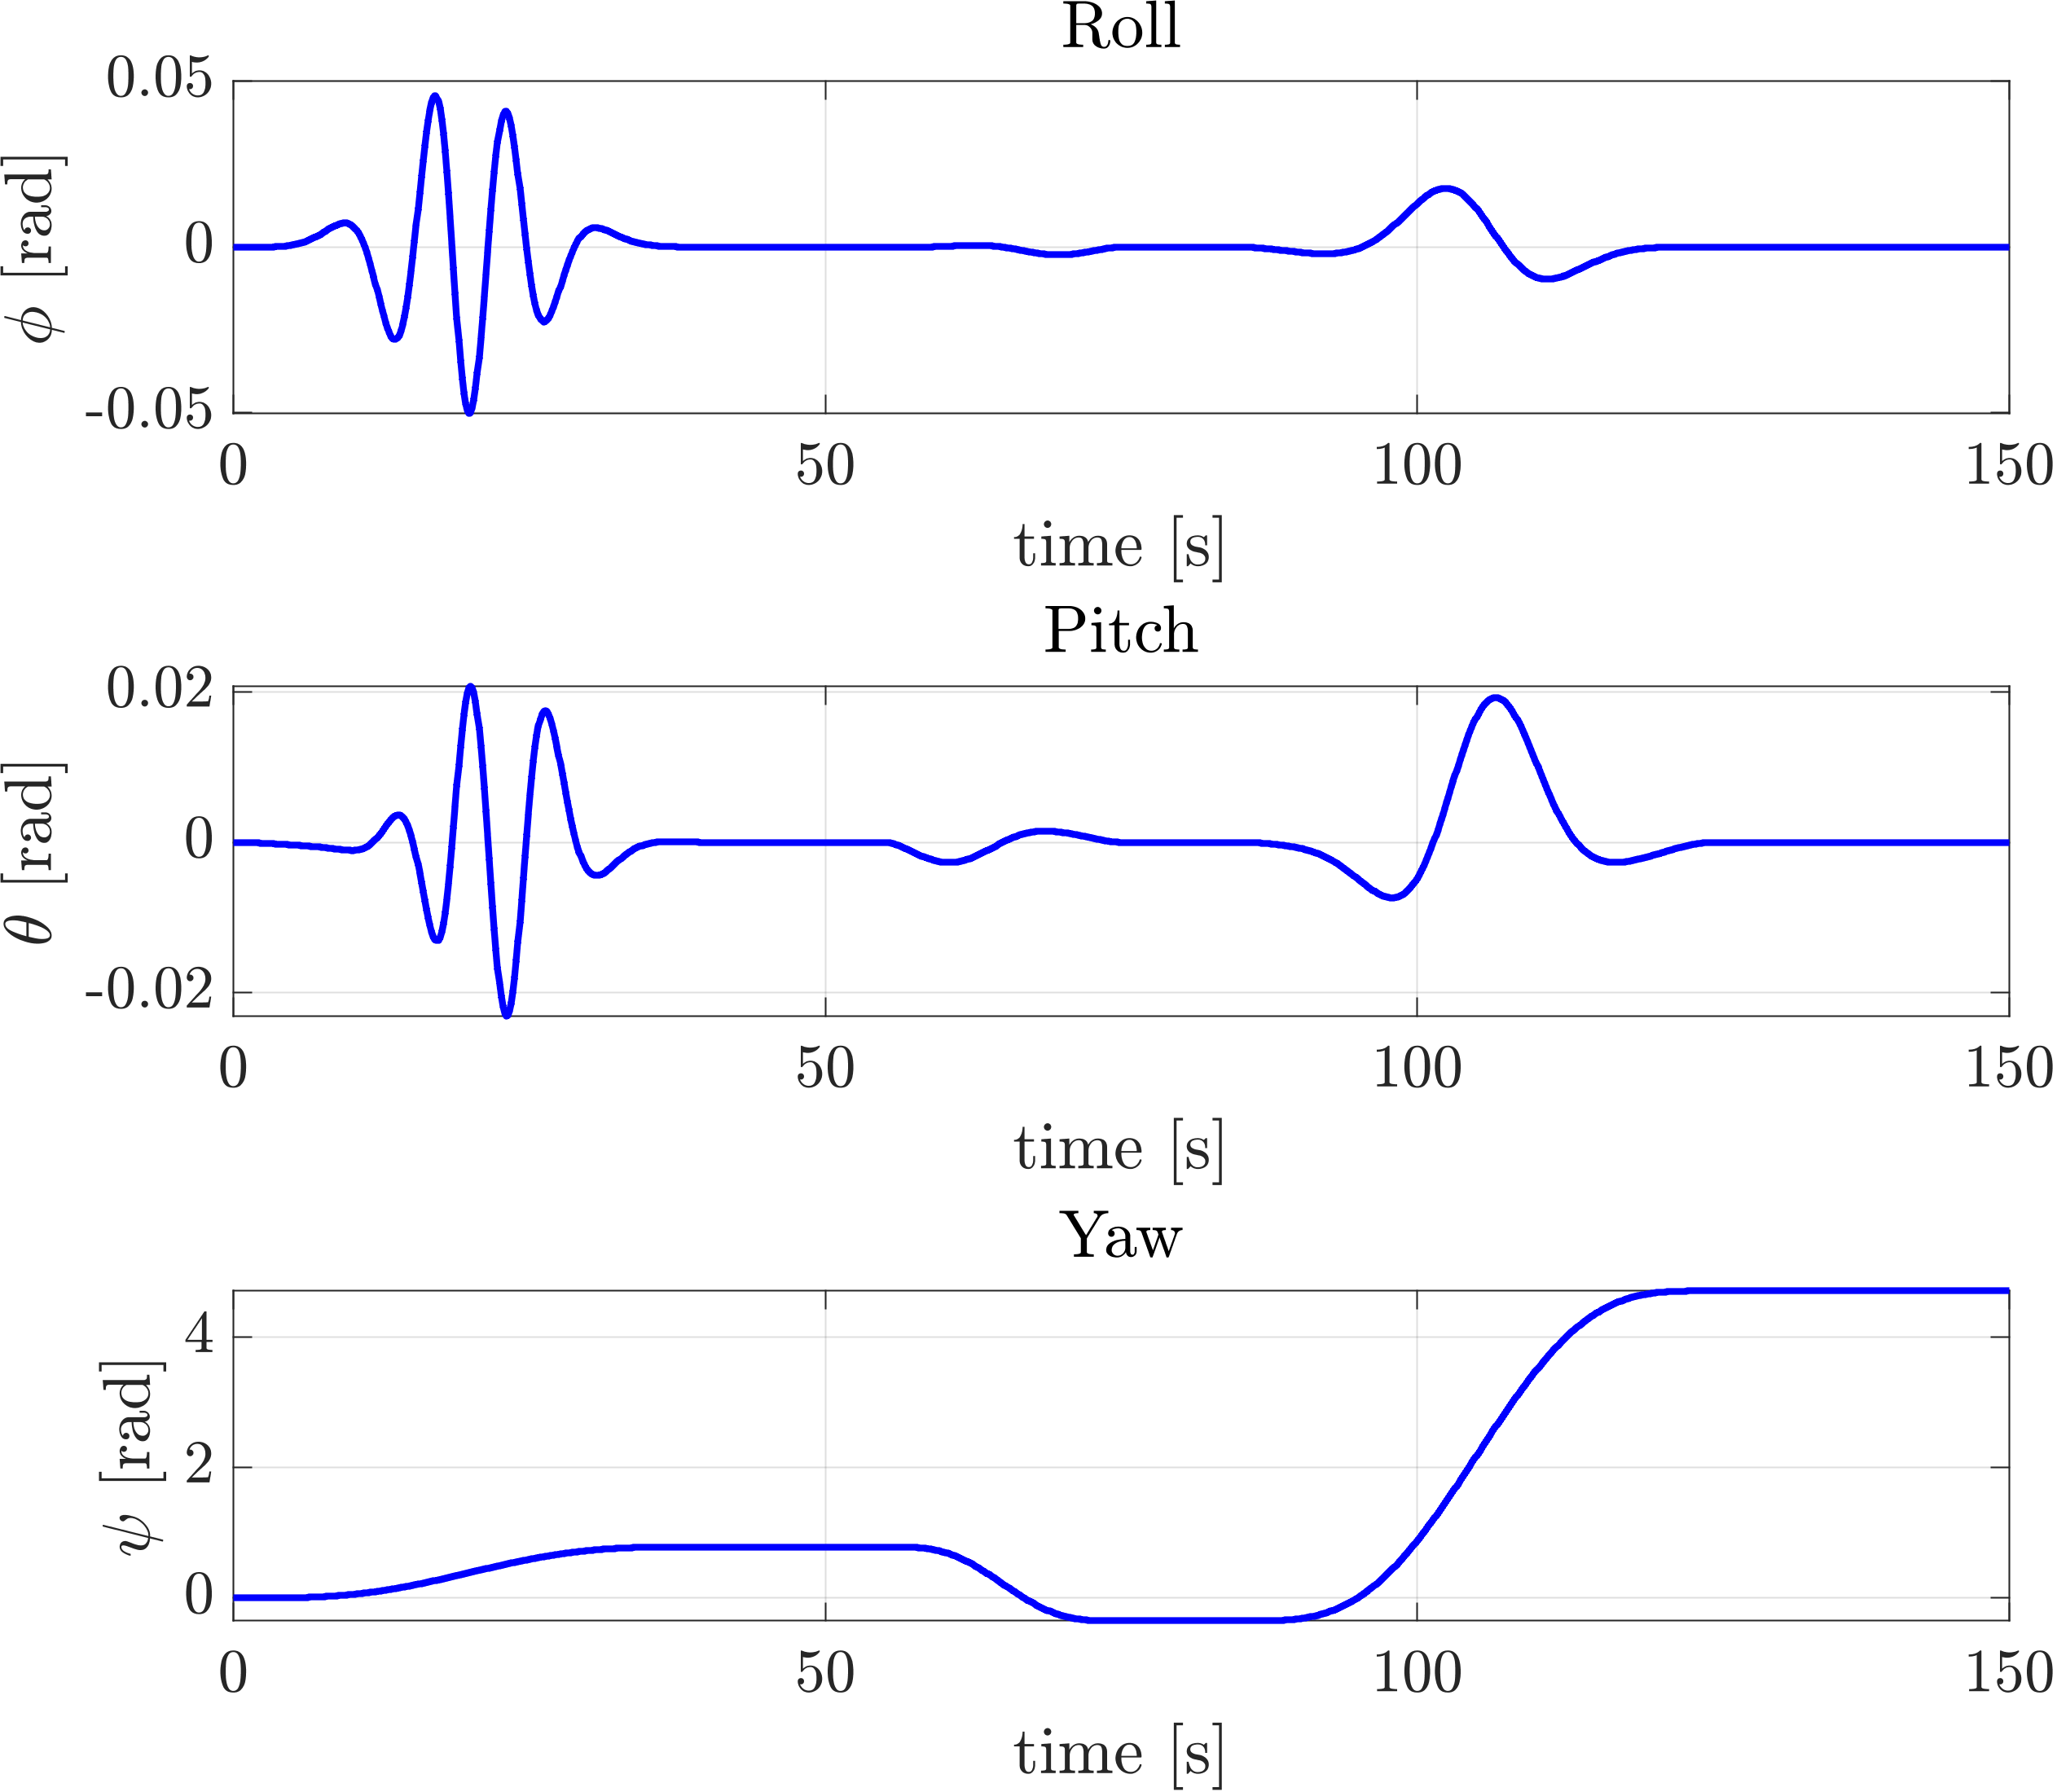 Roll
0.05
0
-0.05
ϕ [rad]
0 50 100 150
time [s]
Pitch
0.02
0
-0.02
θ [rad]
0 50 100 150
time [s]
Yaw
4
2
0
ψ [rad]
0 50 100 150
time [s]